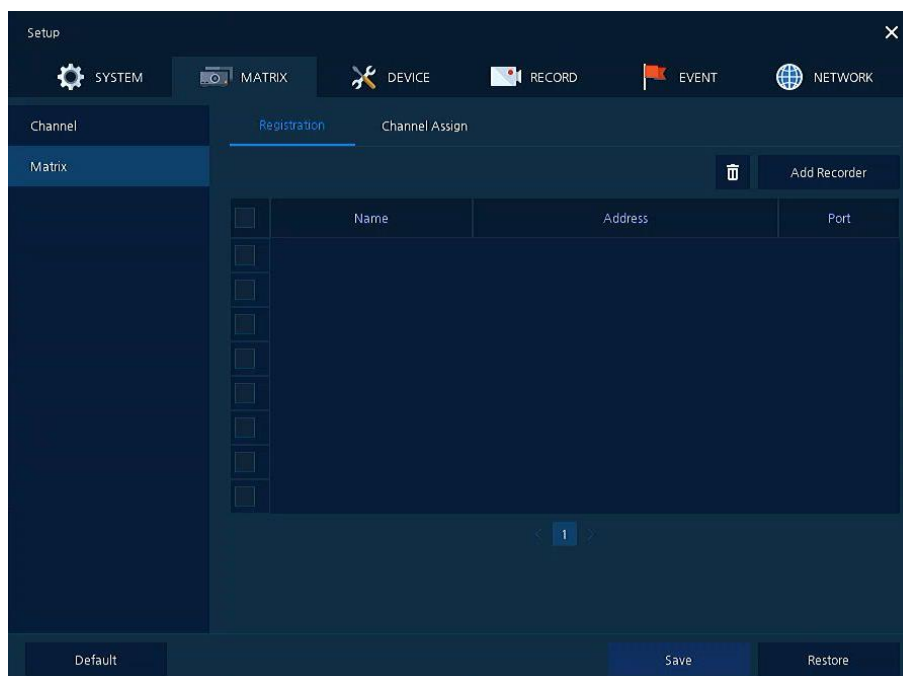 Setup
SYSTEM MATRIX DEVICE RECORD EVENT NETWORK
Channel
Registration Channel Assign
Matrix
Add Recorder
Name Address Port
1
Default Save Restore